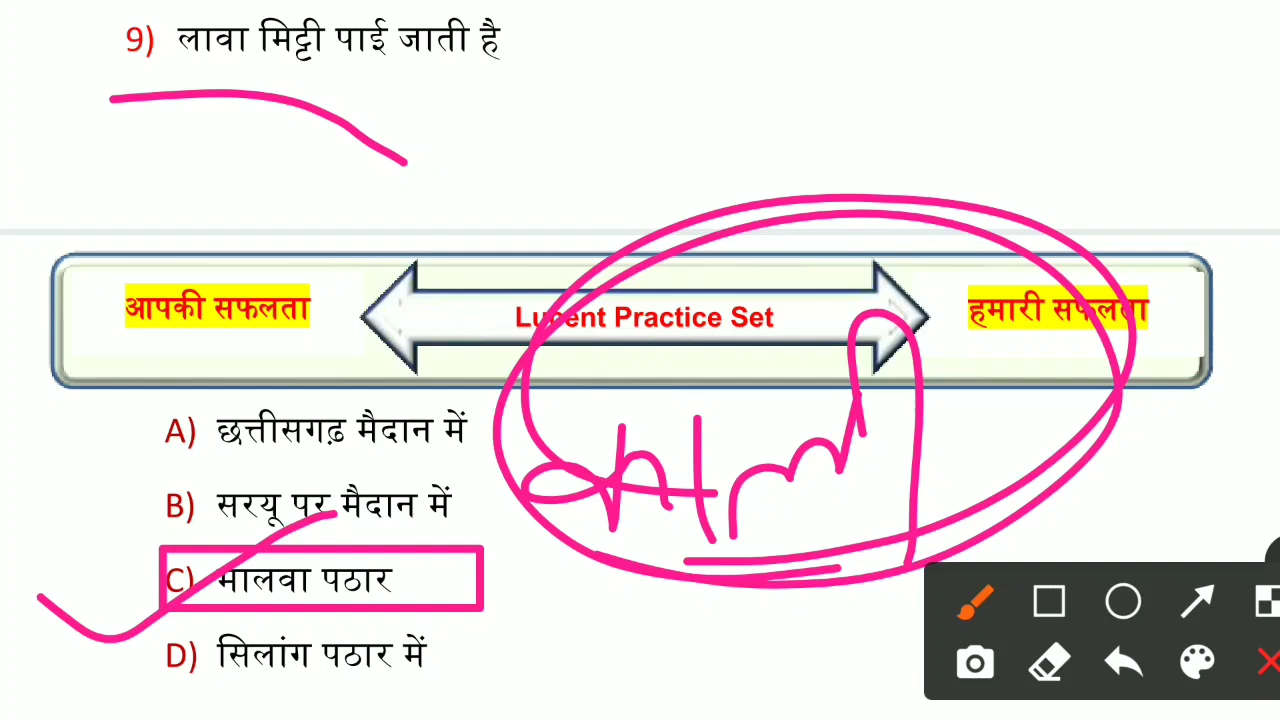 9) लावा मिट्टी पाई जाती है
आपकी सफलता
Lucent Practice Set
हमारी सफलता
A) छत्तीसगढ़ मैदान में
B) सरयू पर मैदान में
C) मालवा पठार
D) सिलांग पठार में